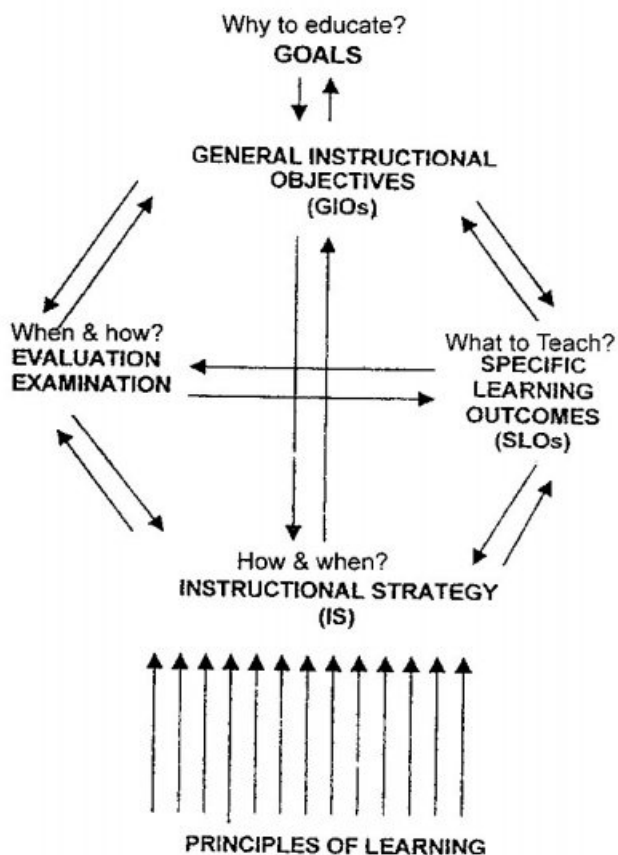 Why to educate?
GOALS
GENERAL INSTRUCTIONAL
OBJECTIVES
(GIOs)
When & how?
EVALUATION
EXAMINATION
What to Teach?
SPECIFIC
LEARNING
OUTCOMES
(SLOs)
How & when?
INSTRUCTIONAL STRATEGY
(IS)
PRINCIPLES OF LEARNING